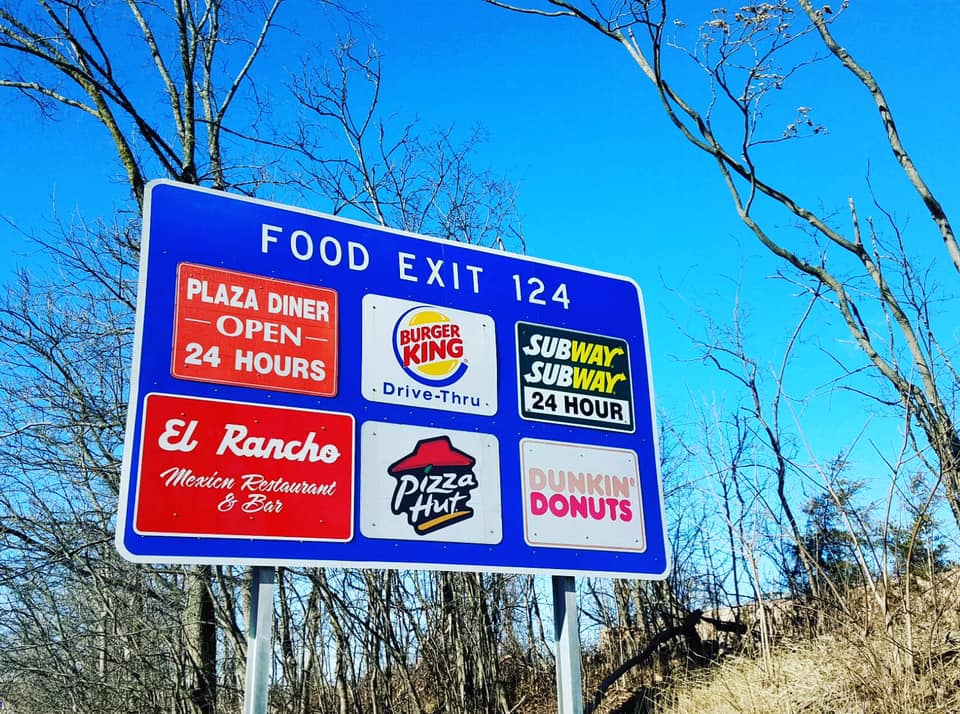 FOOD EXIT 124
PLAZA DINER
OPEN
24 HOURS
BURGER
KING
Drive-Thru
SUBWAY
SUBWAY
24 HOUR
El Rancho
Mexicn Restaurant
& Bar
Pizza
Hut
DUNKIN'
DONUTS